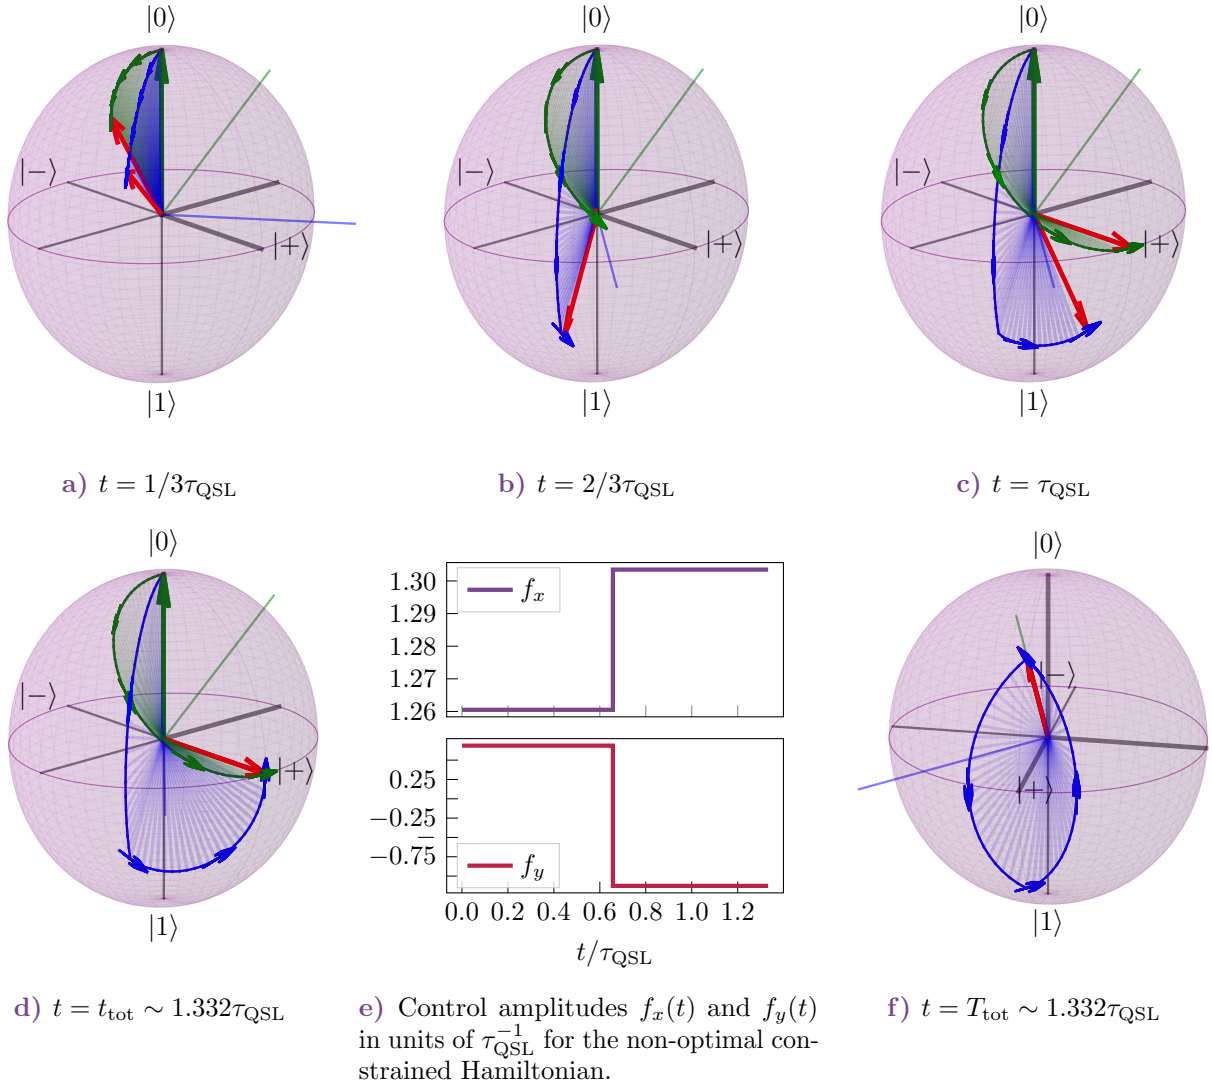 |0⟩ |0⟩ |0⟩
|−⟩ |−⟩ |−⟩
|+⟩ |+⟩ |+⟩
|1⟩ |1⟩ |1⟩
a) t = 1/3τ_QSL
b) t = 2/3τ_QSL
c) t = τ_QSL
|0⟩
|−⟩
|+⟩
|1⟩
d) t = t_tot ∼ 1.332τ_QSL
1.30
1.29
1.28
1.27
1.26
f_x
0.25
−0.25
−
−0.75
f_y
0.0 0.2 0.4 0.6 0.8 1.0 1.2
t/τ_QSL
e) Control amplitudes f_x(t) and f_y(t)
in units of τ_QSL^−1 for the non-optimal con-
strained Hamiltonian.
|0⟩
|−⟩
|+⟩
|1⟩
f) t = T_tot ∼ 1.332τ_QSL